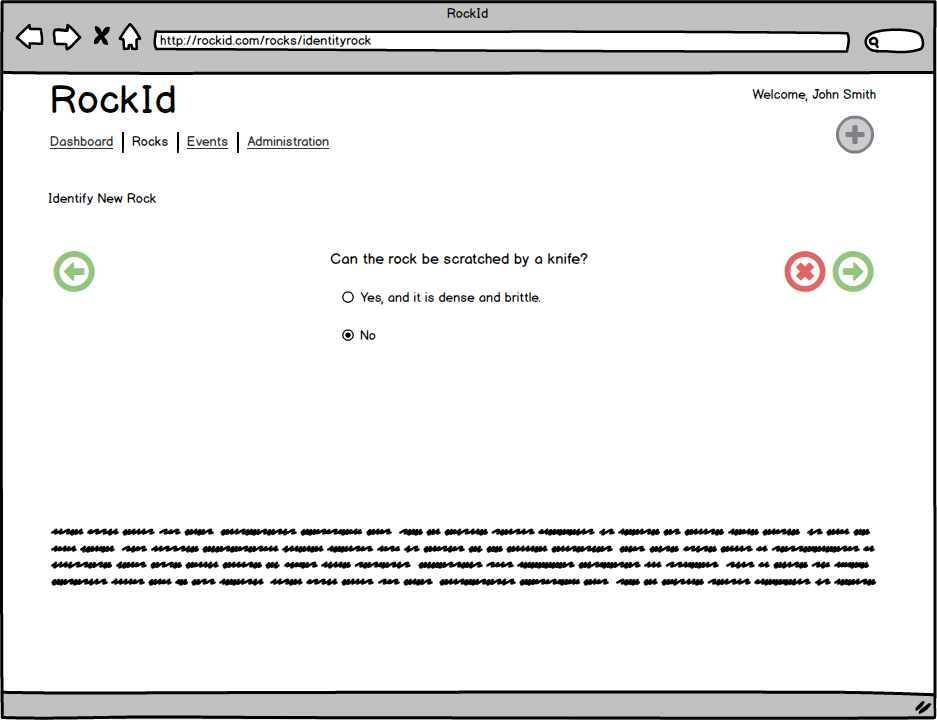 RockId
http://rockid.com/rocks/identityrock
RockId
Welcome, John Smith
Dashboard Rocks Events Administration
Identify New Rock
Can the rock be scratched by a knife?
Yes, and it is dense and brittle.
No